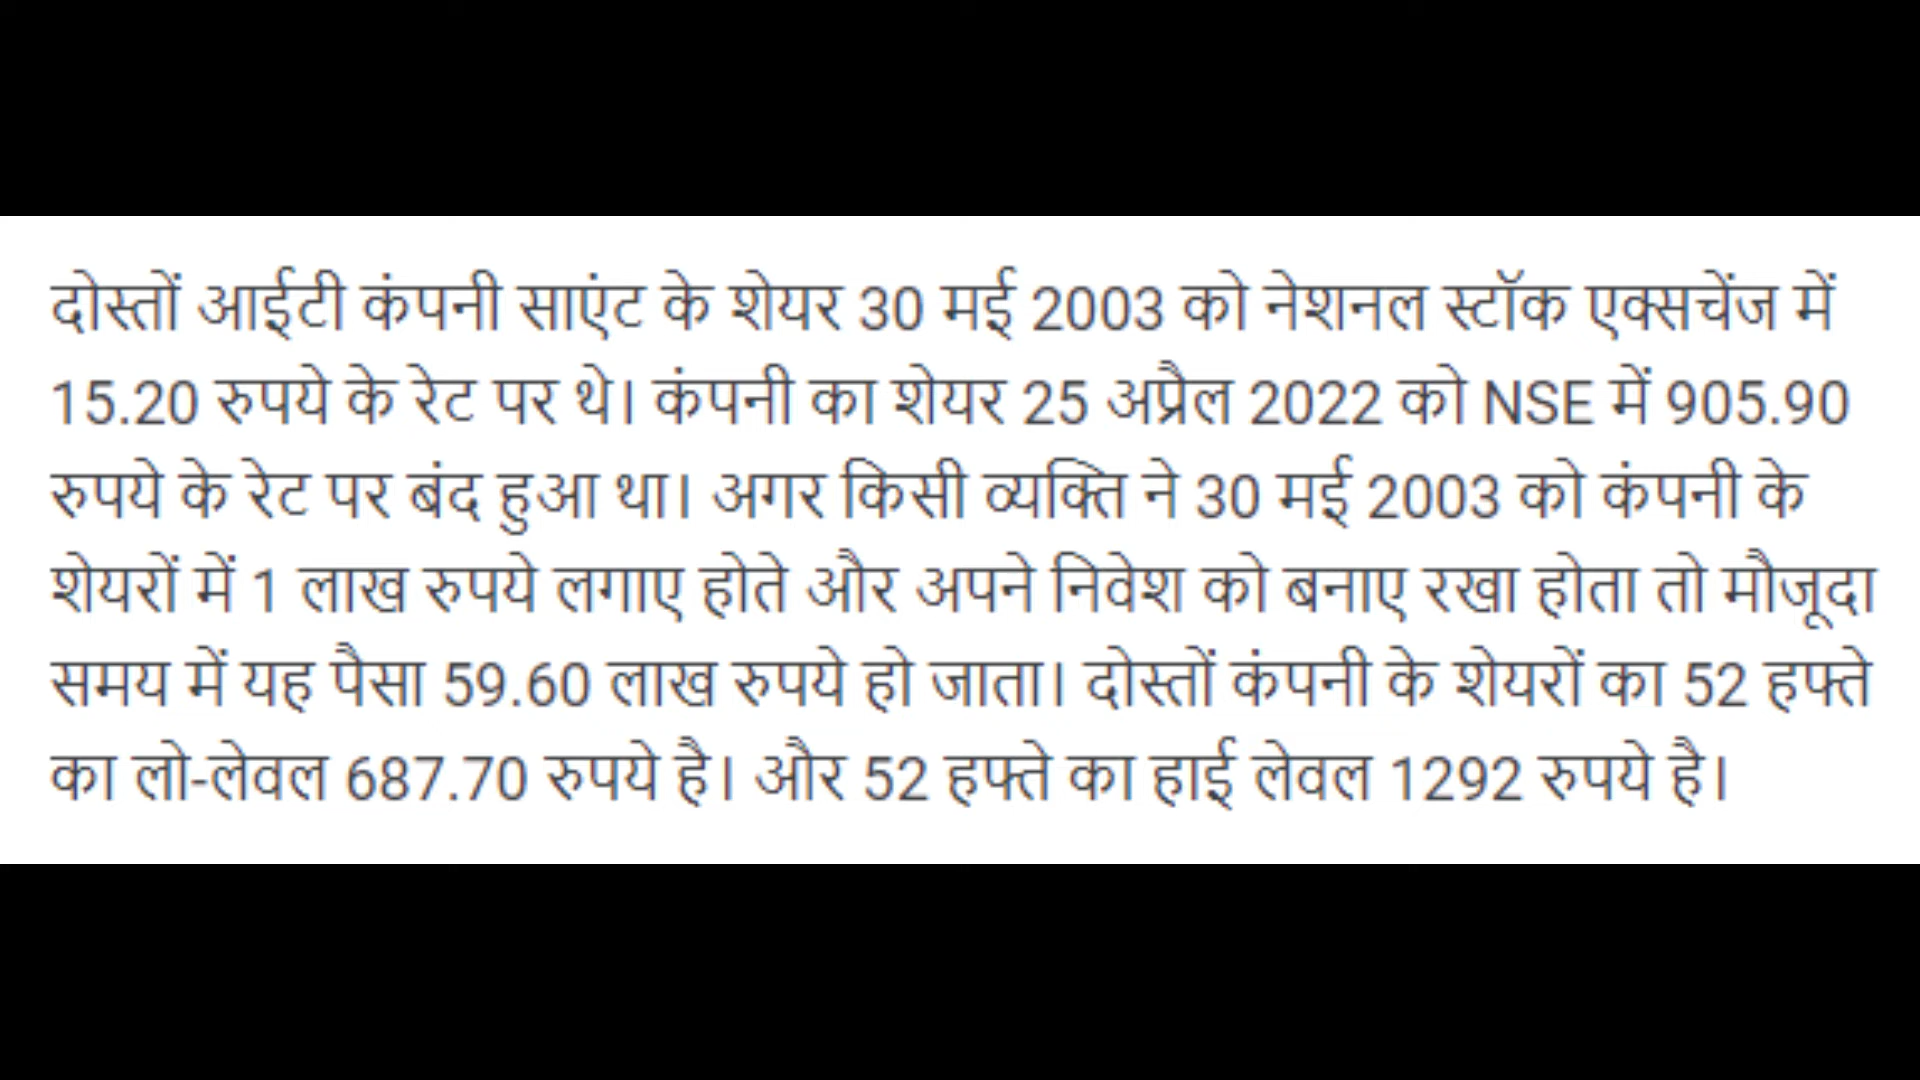 दोस्तों आईटी कंपनी साएंट के शेयर 30 मई 2003 को नेशनल स्टॉक एक्सचेंज में
15.20 रुपये के रेट पर थे। कंपनी का शेयर 25 अप्रैल 2022 को NSE में 905.90
रुपये के रेट पर बंद हुआ था। अगर किसी व्यक्ति ने 30 मई 2003 को कंपनी के
शेयरों में 1 लाख रुपये लगाए होते और अपने निवेश को बनाए रखा होता तो मौजूदा
समय में यह पैसा 59.60 लाख रुपये हो जाता। दोस्तों कंपनी के शेयरों का 52 हफ्ते
का लो-लेवल 687.70 रुपये है। और 52 हफ्ते का हाई लेवल 1292 रुपये है।